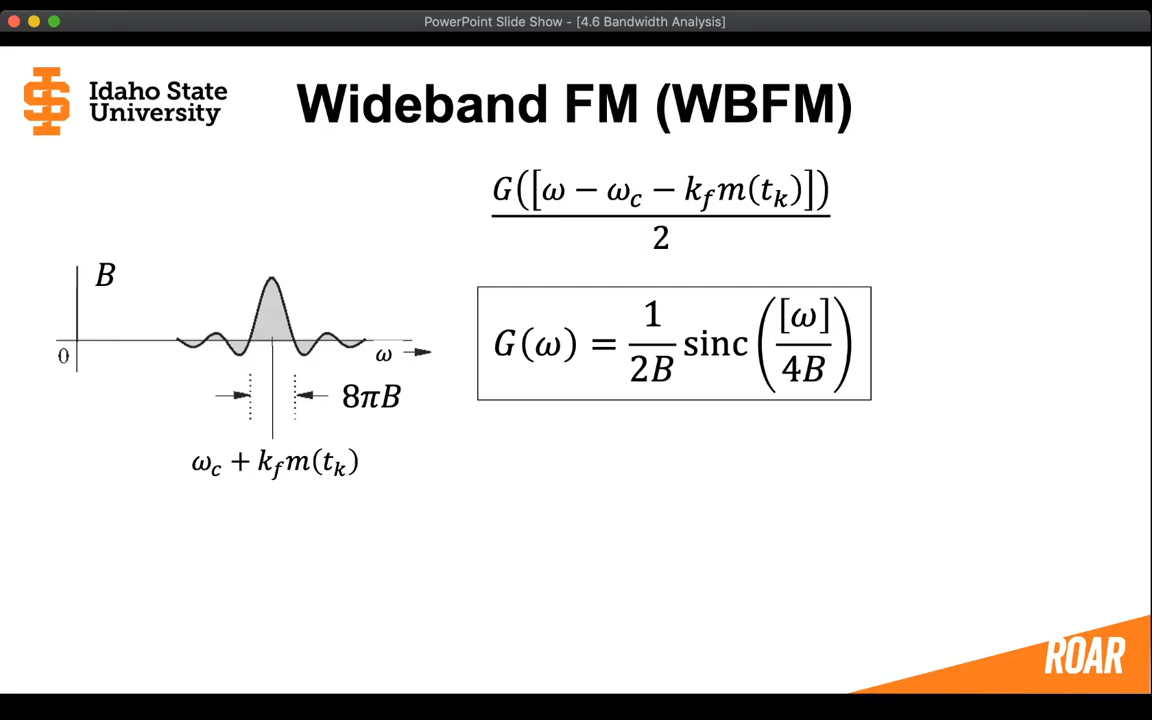 PowerPoint Slide Show - [4.6 Bandwidth Analysis]
Idaho State
University
Wideband FM (WBFM)
G([ω − ω_c − k_f m(t_k)])
2
B
G(ω) = 1/2B sinc([ω]/4B)
0
ω
8πB
ω_c + k_f m(t_k)
ROAR